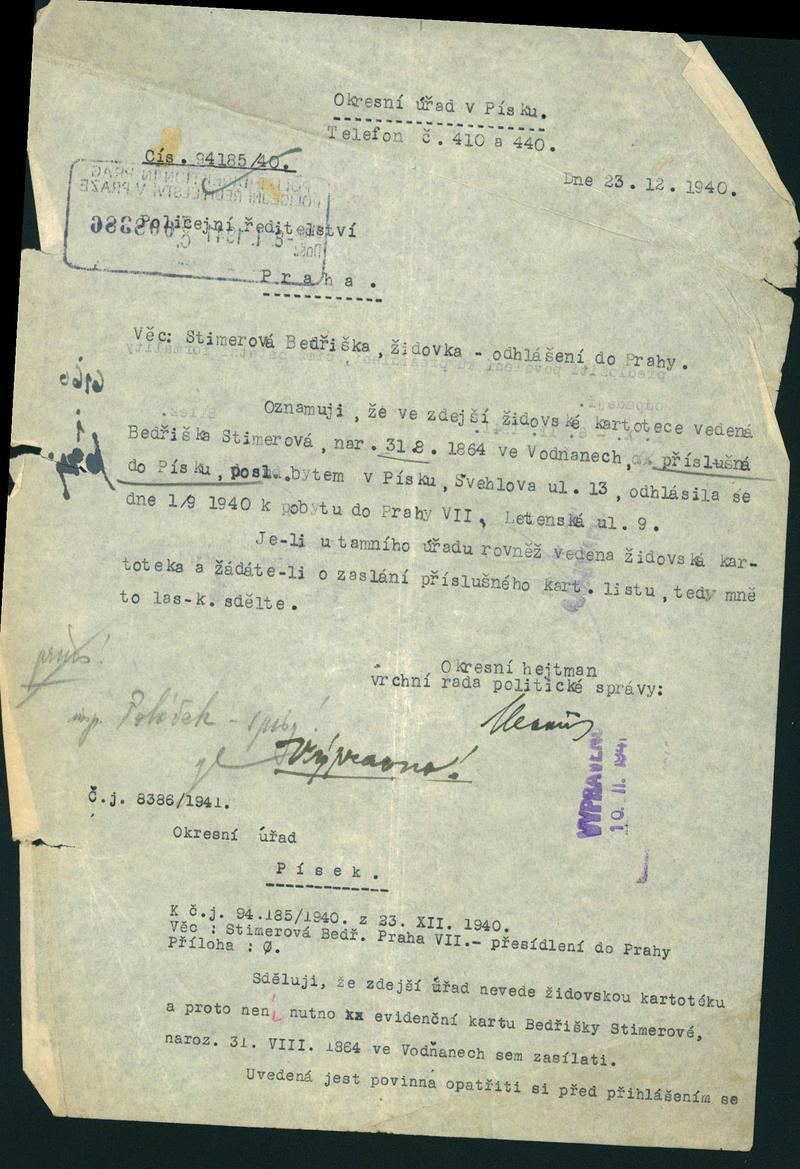 Okresní úřad v Písku.
Telefon č. 410 a 440.
Čís. 94185/40.
Dne 23.12.1940.
Policejní ředitelství
Praha.
Věc: Stimerová Bedřiška, židovka - odhlášení do Prahy.
Oznamuji, že ve zdejší židovské kartotece vedená
Bedřiška Stimerová, nar. 31.8. 1864 ve Vodňanech, příslušná
do Písku, posl. bytem v Písku, Švehlova ul. 13, odhlásila se
dne 1/9 1940 k pobytu do Prahy VII, Letenská ul. 9.
Je-li u tamního úřadu rovněž vedena židovská kar-
toteka a žádáte-li o zaslání příslušného kart. listu, tedy mně
to las-k. sdělte.
Okresní hejtman
vrchní rada politické správy:
Výpravna!
VYPRAVENO
10. II. 1941
Č.j. 8386/1941.
Okresní úřad
Písek.
K č.j. 94.185/1940. z 23. XII. 1940.
Věc : Stimerová Bedř. Praha VII.- přesídlení do Prahy
Příloha : Ø.
Sděluji, že zdejší úřad nevede židovskou kartotéku
a proto není nutno xx evidenční kartu Bedřišky Stimerové,
naroz. 31. VIII. 1864 ve Vodňanech sem zasílati.
Uvedená jest povinna opatřiti si před přihlášením se